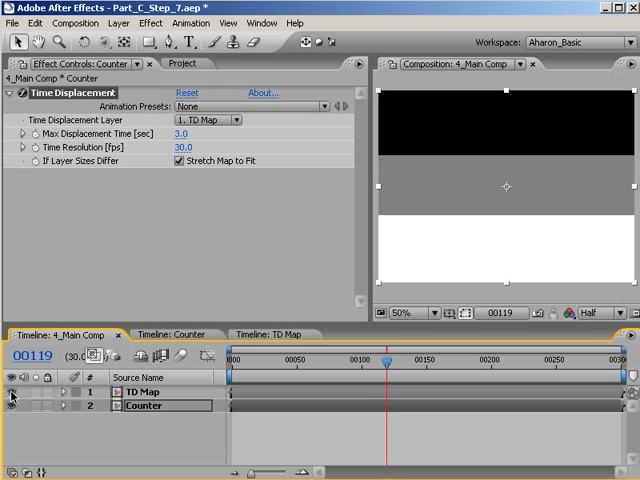 Adobe After Effects - Part_C_Step_7.aep *
File Edit Composition Layer Effect Animation View Window Help
Workspace: Aharon_Basic
Effect Controls: Counter Project
4_Main Comp * Counter
Time Displacement Reset About...
Animation Presets: None
Time Displacement Layer 1. TD Map
Max Displacement Time [sec] 3.0
Time Resolution [fps] 30.0
If Layer Sizes Differ Stretch Map to Fit
Composition: 4_Main Comp
50% 00119 Half
Timeline: 4_Main Comp Timeline: Counter Timeline: TD Map
00119 (30.0
0000 00050 00100 00150 00200 00250 0030
# Source Name
1 TD Map
2 Counter